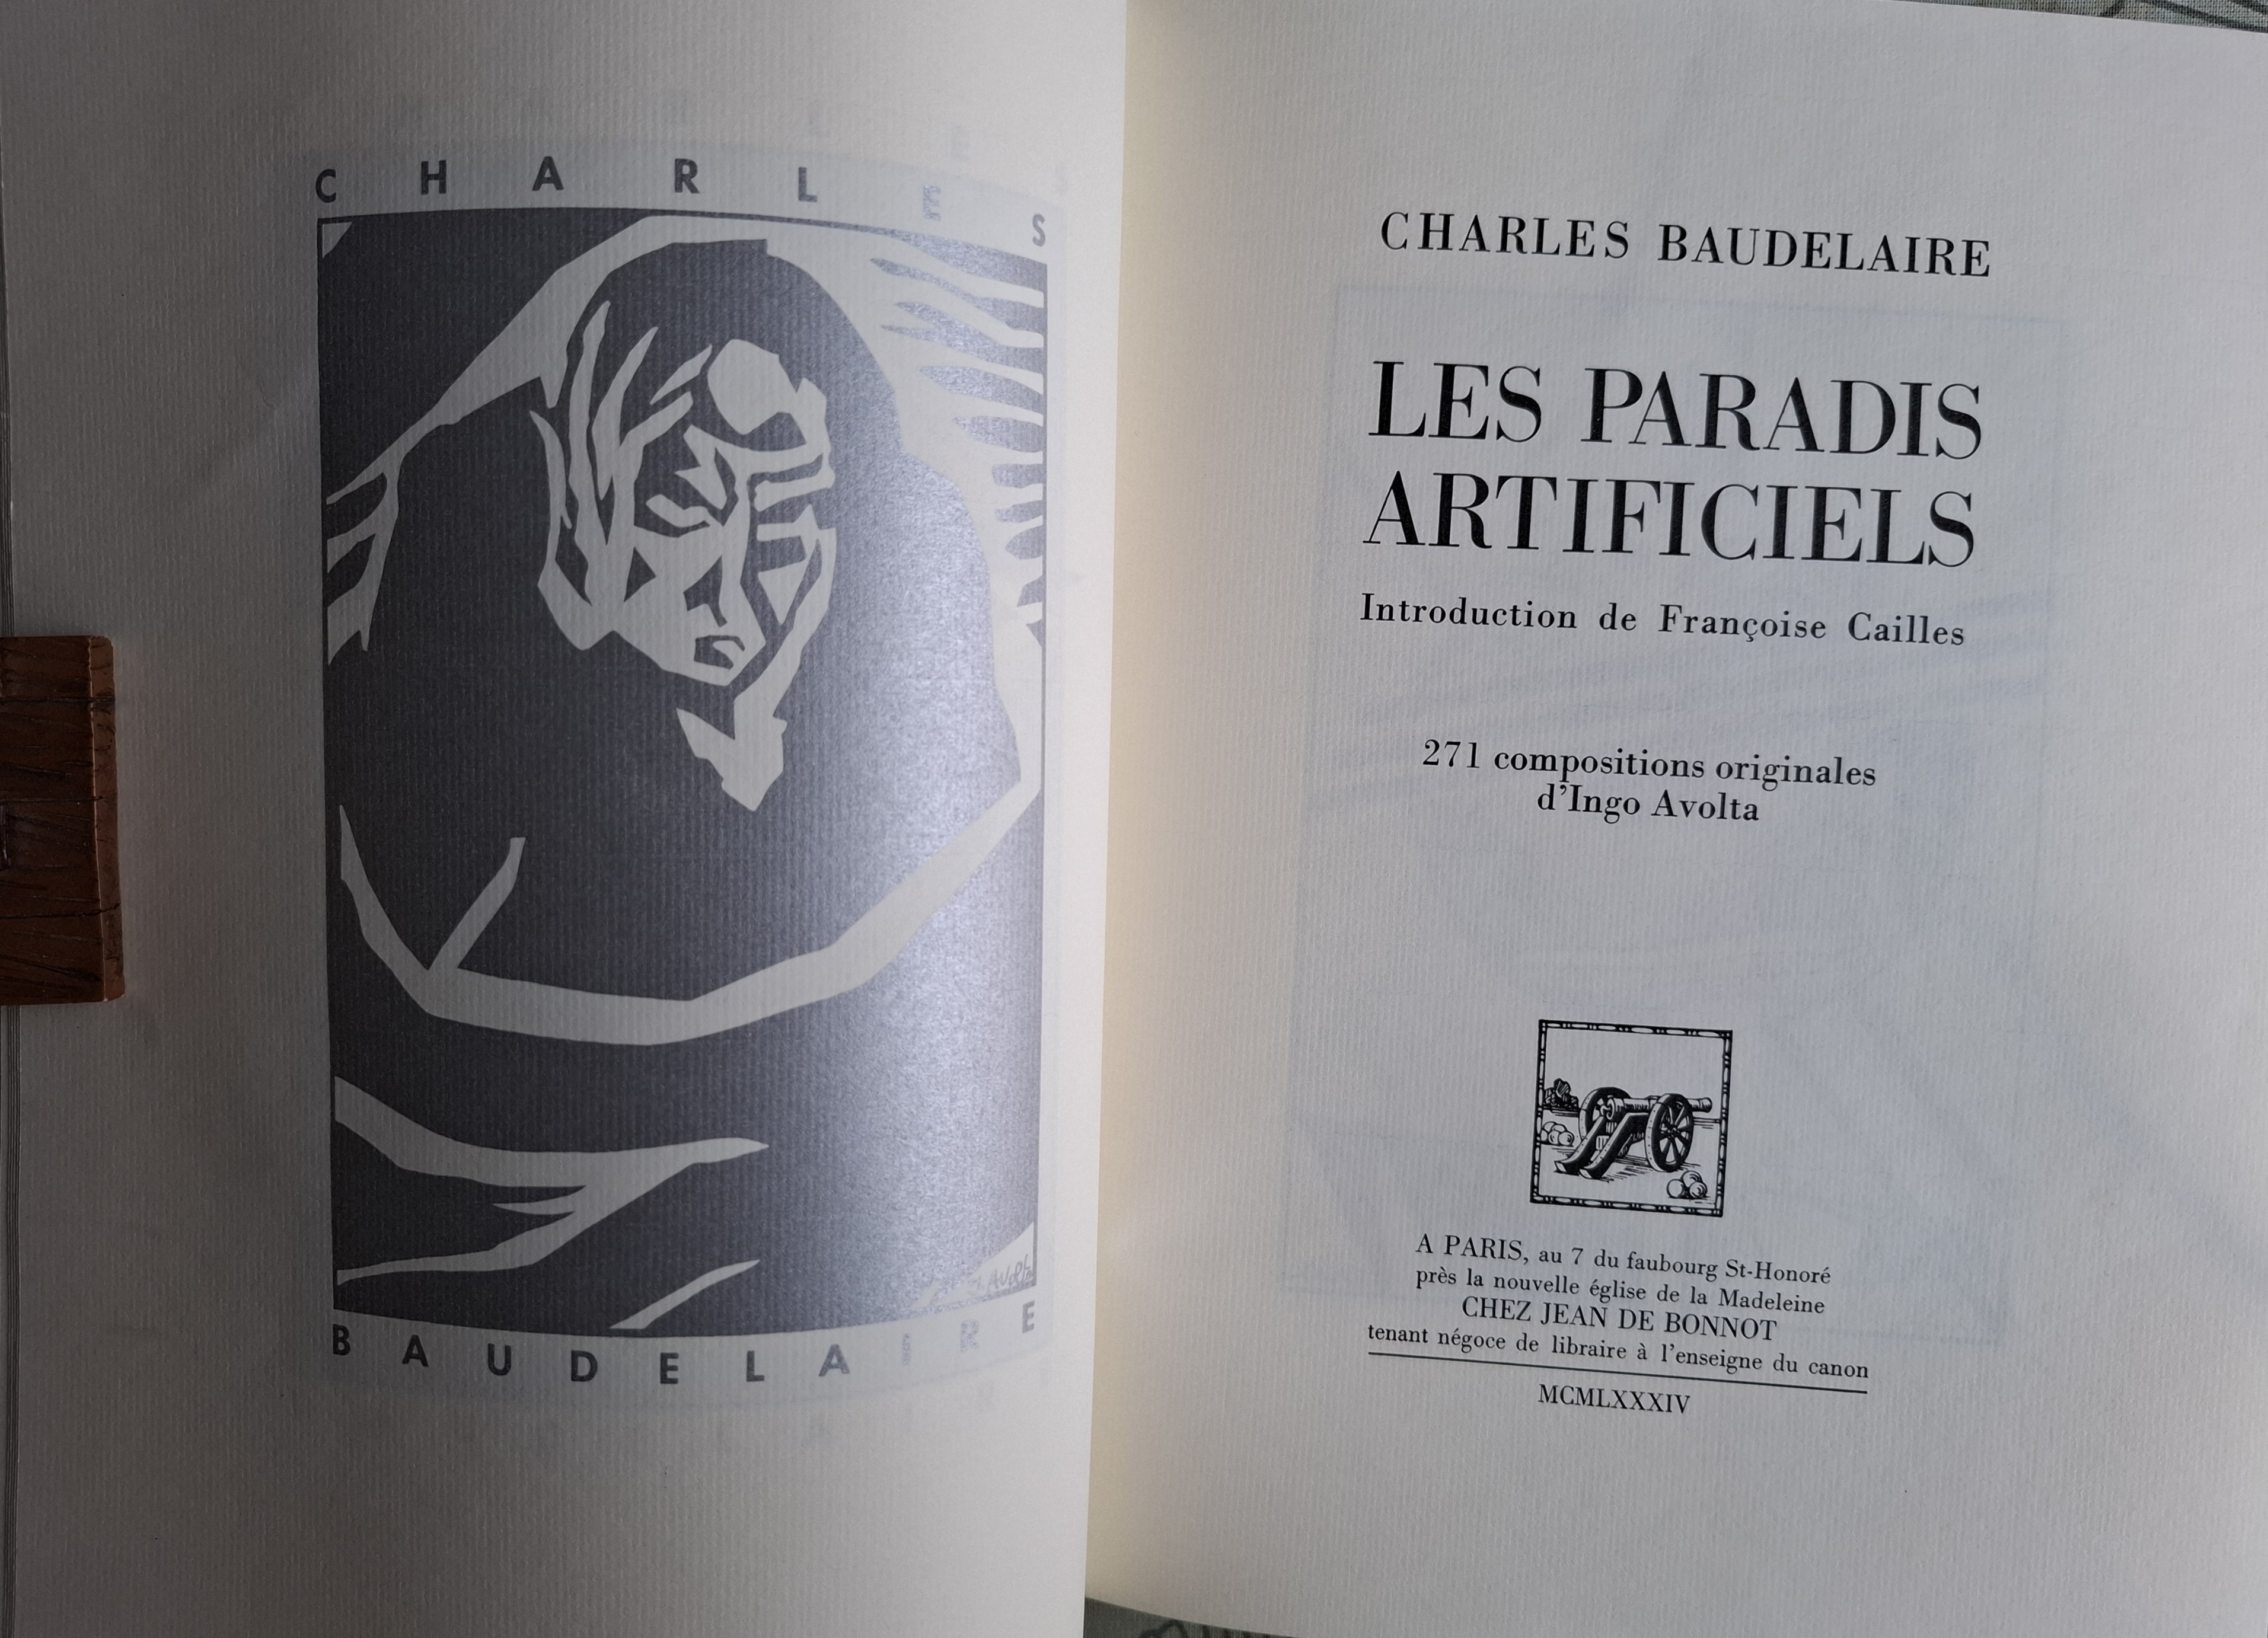 CHARLES
BAUDELAIRE
CHARLES BAUDELAIRE
LES PARADIS
ARTIFICIELS
Introduction de Françoise Cailles
271 compositions originales
d'Ingo Avolta
A PARIS, au 7 du faubourg St-Honoré
près la nouvelle église de la Madeleine
CHEZ JEAN DE BONNOT
tenant négoce de libraire à l'enseigne du canon
MCMLXXXIV